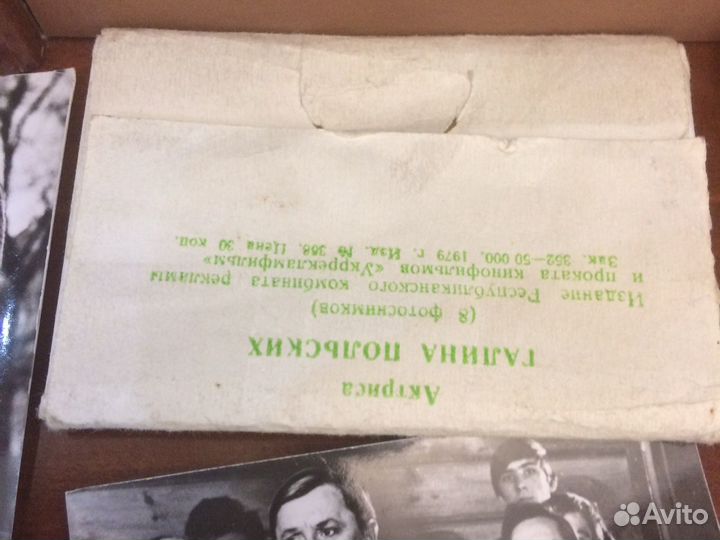 Актриса
ГАЛИНА ПОЛЬСКИХ
(8 фотоснимков)
Издание Республиканского комбината рекламы
и проката кинофильмов «Укррекламфильм»
Зак. 352—50 000. 1979 г. Изд. № 368. Цена 30 коп.
Avito